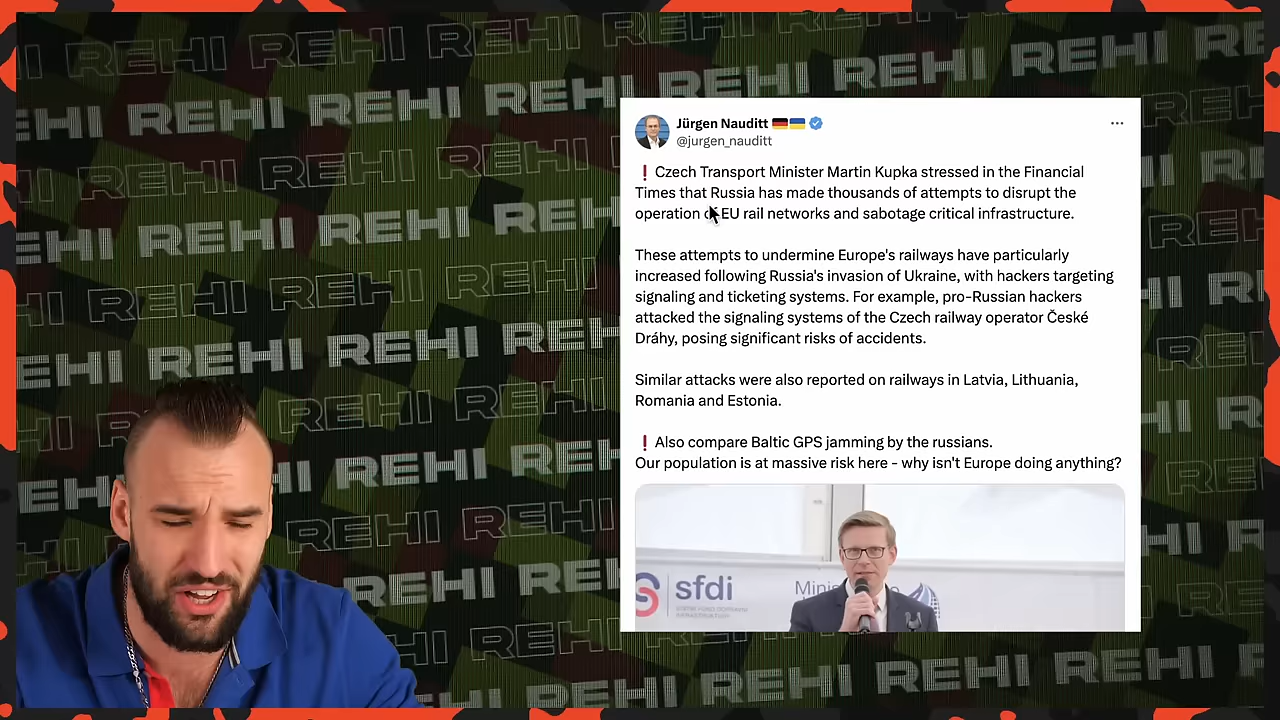 REHI REHI REHI REHI REHI REHI
Jürgen Nauditt
@jurgen_nauditt
❗Czech Transport Minister Martin Kupka stressed in the Financial
Times that Russia has made thousands of attempts to disrupt the
operation EU rail networks and sabotage critical infrastructure.
These attempts to undermine Europe's railways have particularly
increased following Russia's invasion of Ukraine, with hackers targeting
signaling and ticketing systems. For example, pro-Russian hackers
attacked the signaling systems of the Czech railway operator České
Dráhy, posing significant risks of accidents.
Similar attacks were also reported on railways in Latvia, Lithuania,
Romania and Estonia.
❗Also compare Baltic GPS jamming by the russians.
Our population is at massive risk here - why isn't Europe doing anything?
sfdi